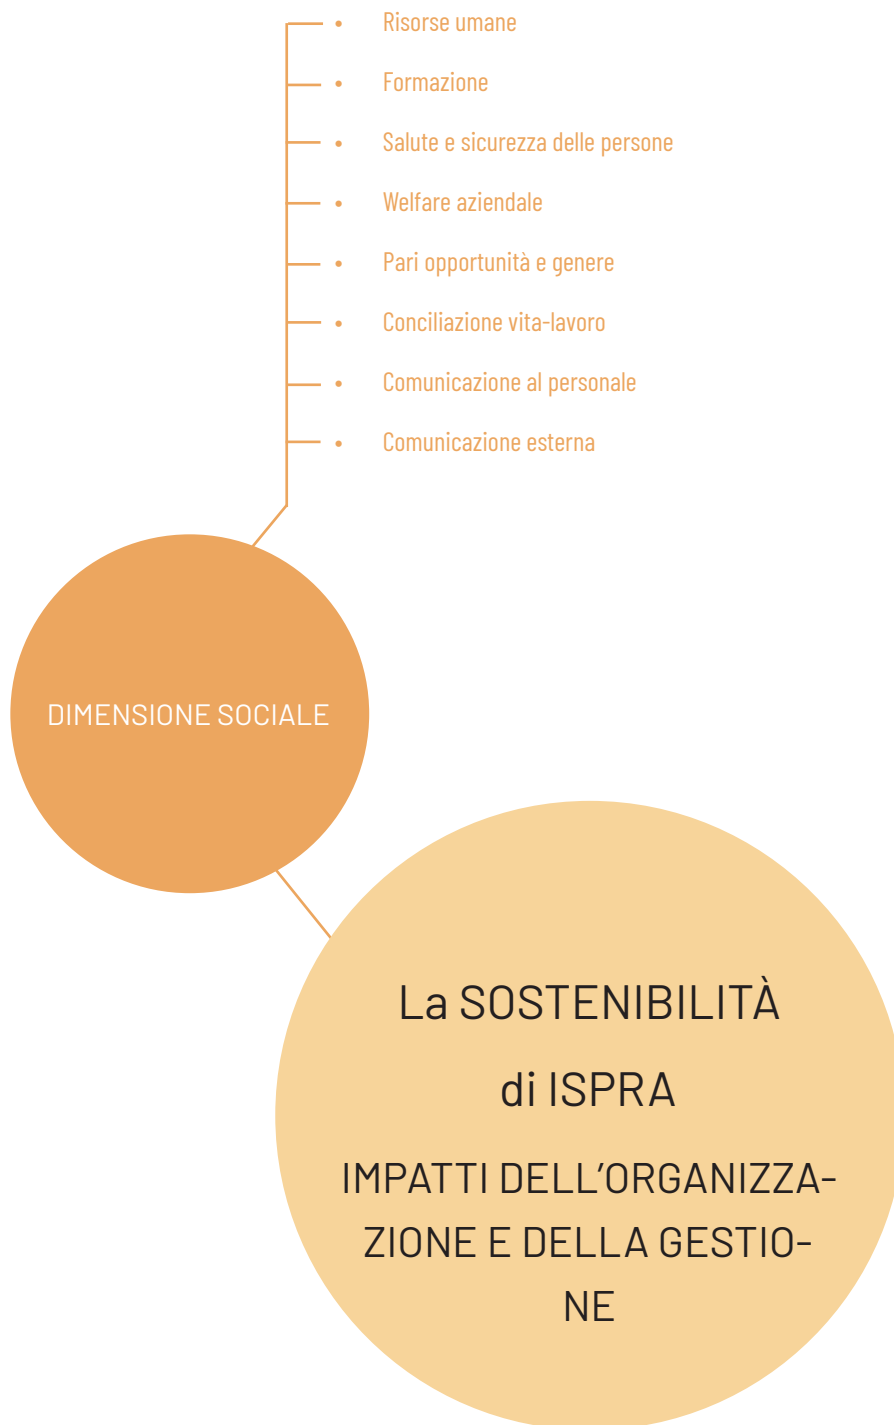 • Risorse umane
• Formazione
• Salute e sicurezza delle persone
• Welfare aziendale
• Pari opportunità e genere
• Conciliazione vita-lavoro
• Comunicazione al personale
• Comunicazione esterna
DIMENSIONE SOCIALE
La SOSTENIBILITÀ
di ISPRA
IMPATTI DELL’ORGANIZZA-
ZIONE E DELLA GESTIO-
NE